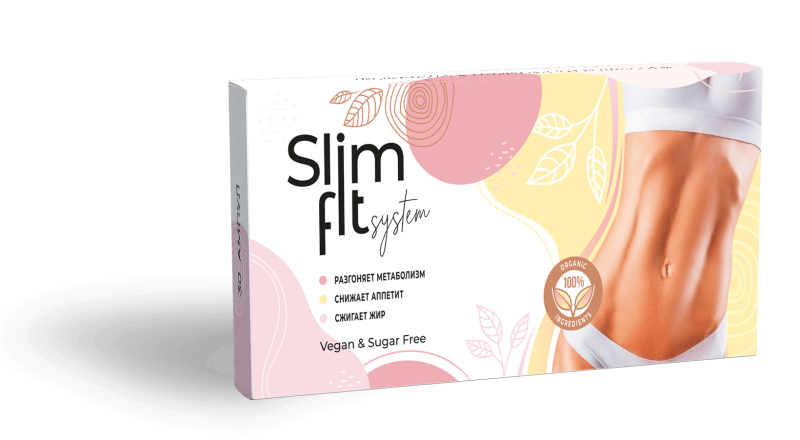 Slim
fit system
РАЗГОНЯЕТ МЕТАБОЛИЗМ
СНИЖАЕТ АППЕТИТ
СЖИГАЕТ ЖИР
Vegan & Sugar Free
ORGANIC
100%
INGREDIENTS